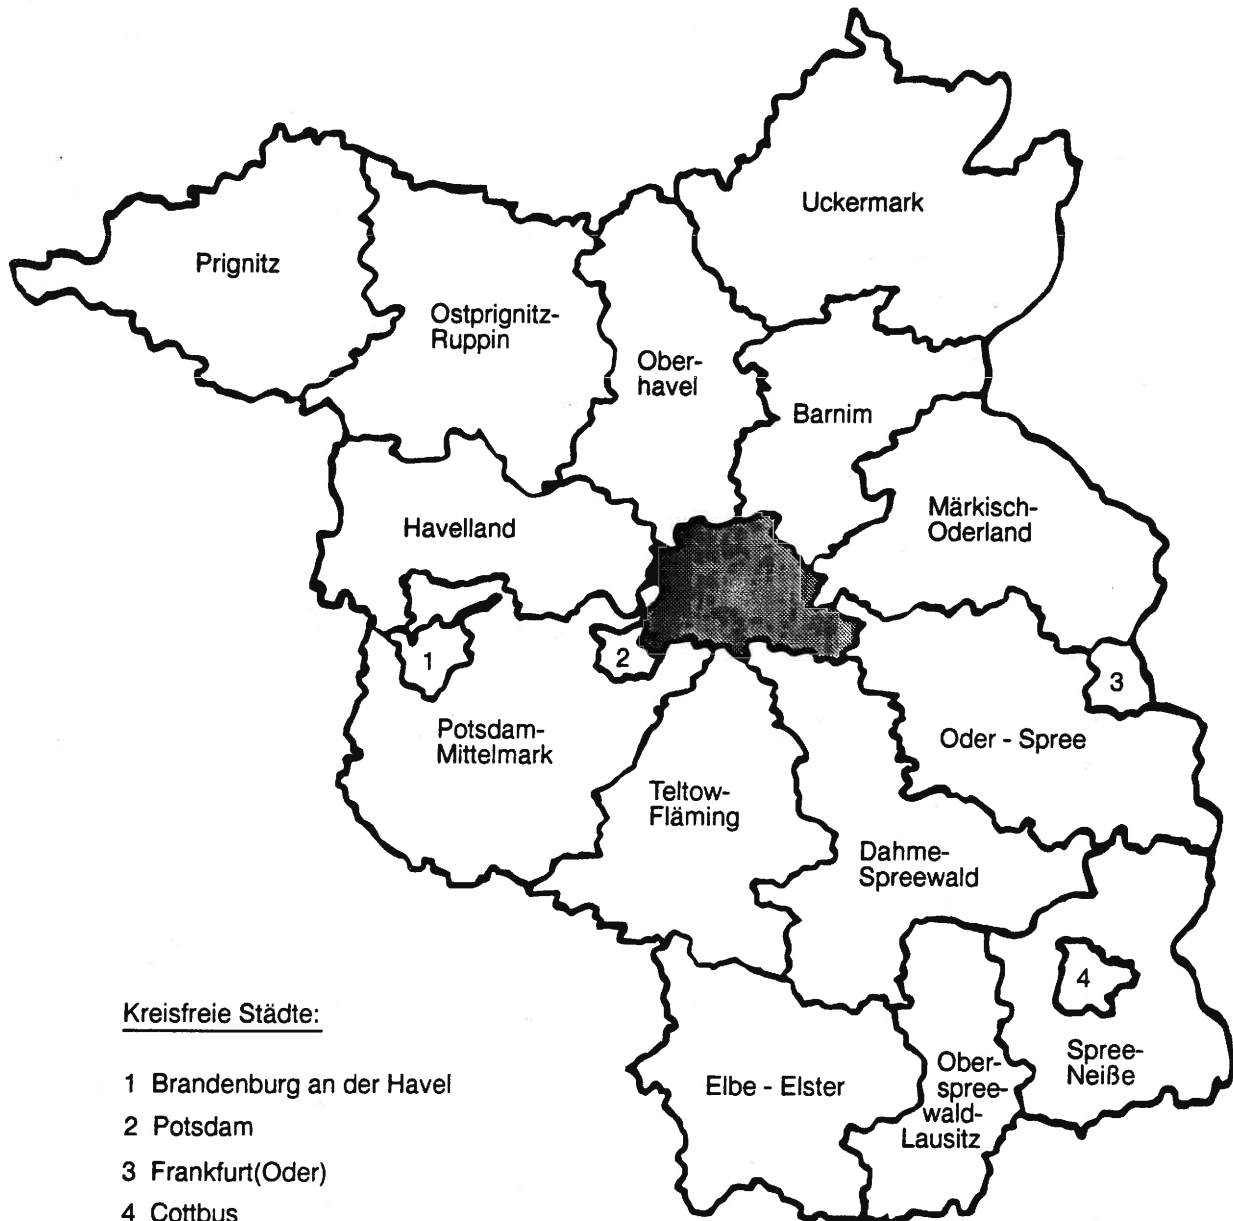 Uckermark
Prignitz
Ostprignitz-
Ruppin
Ober-
havel
Barnim
Märkisch-
Oderland
Havelland
1
2
3
Potsdam-
Mittelmark
Oder - Spree
Teltow-
Fläming
Dahme-
Spreewald
4
Kreisfreie Städte:
Spree-
Neiße
Ober-
spree-
wald-
Lausitz
Elbe - Elster
1 Brandenburg an der Havel
2 Potsdam
3 Frankfurt(Oder)
4 Cottbus